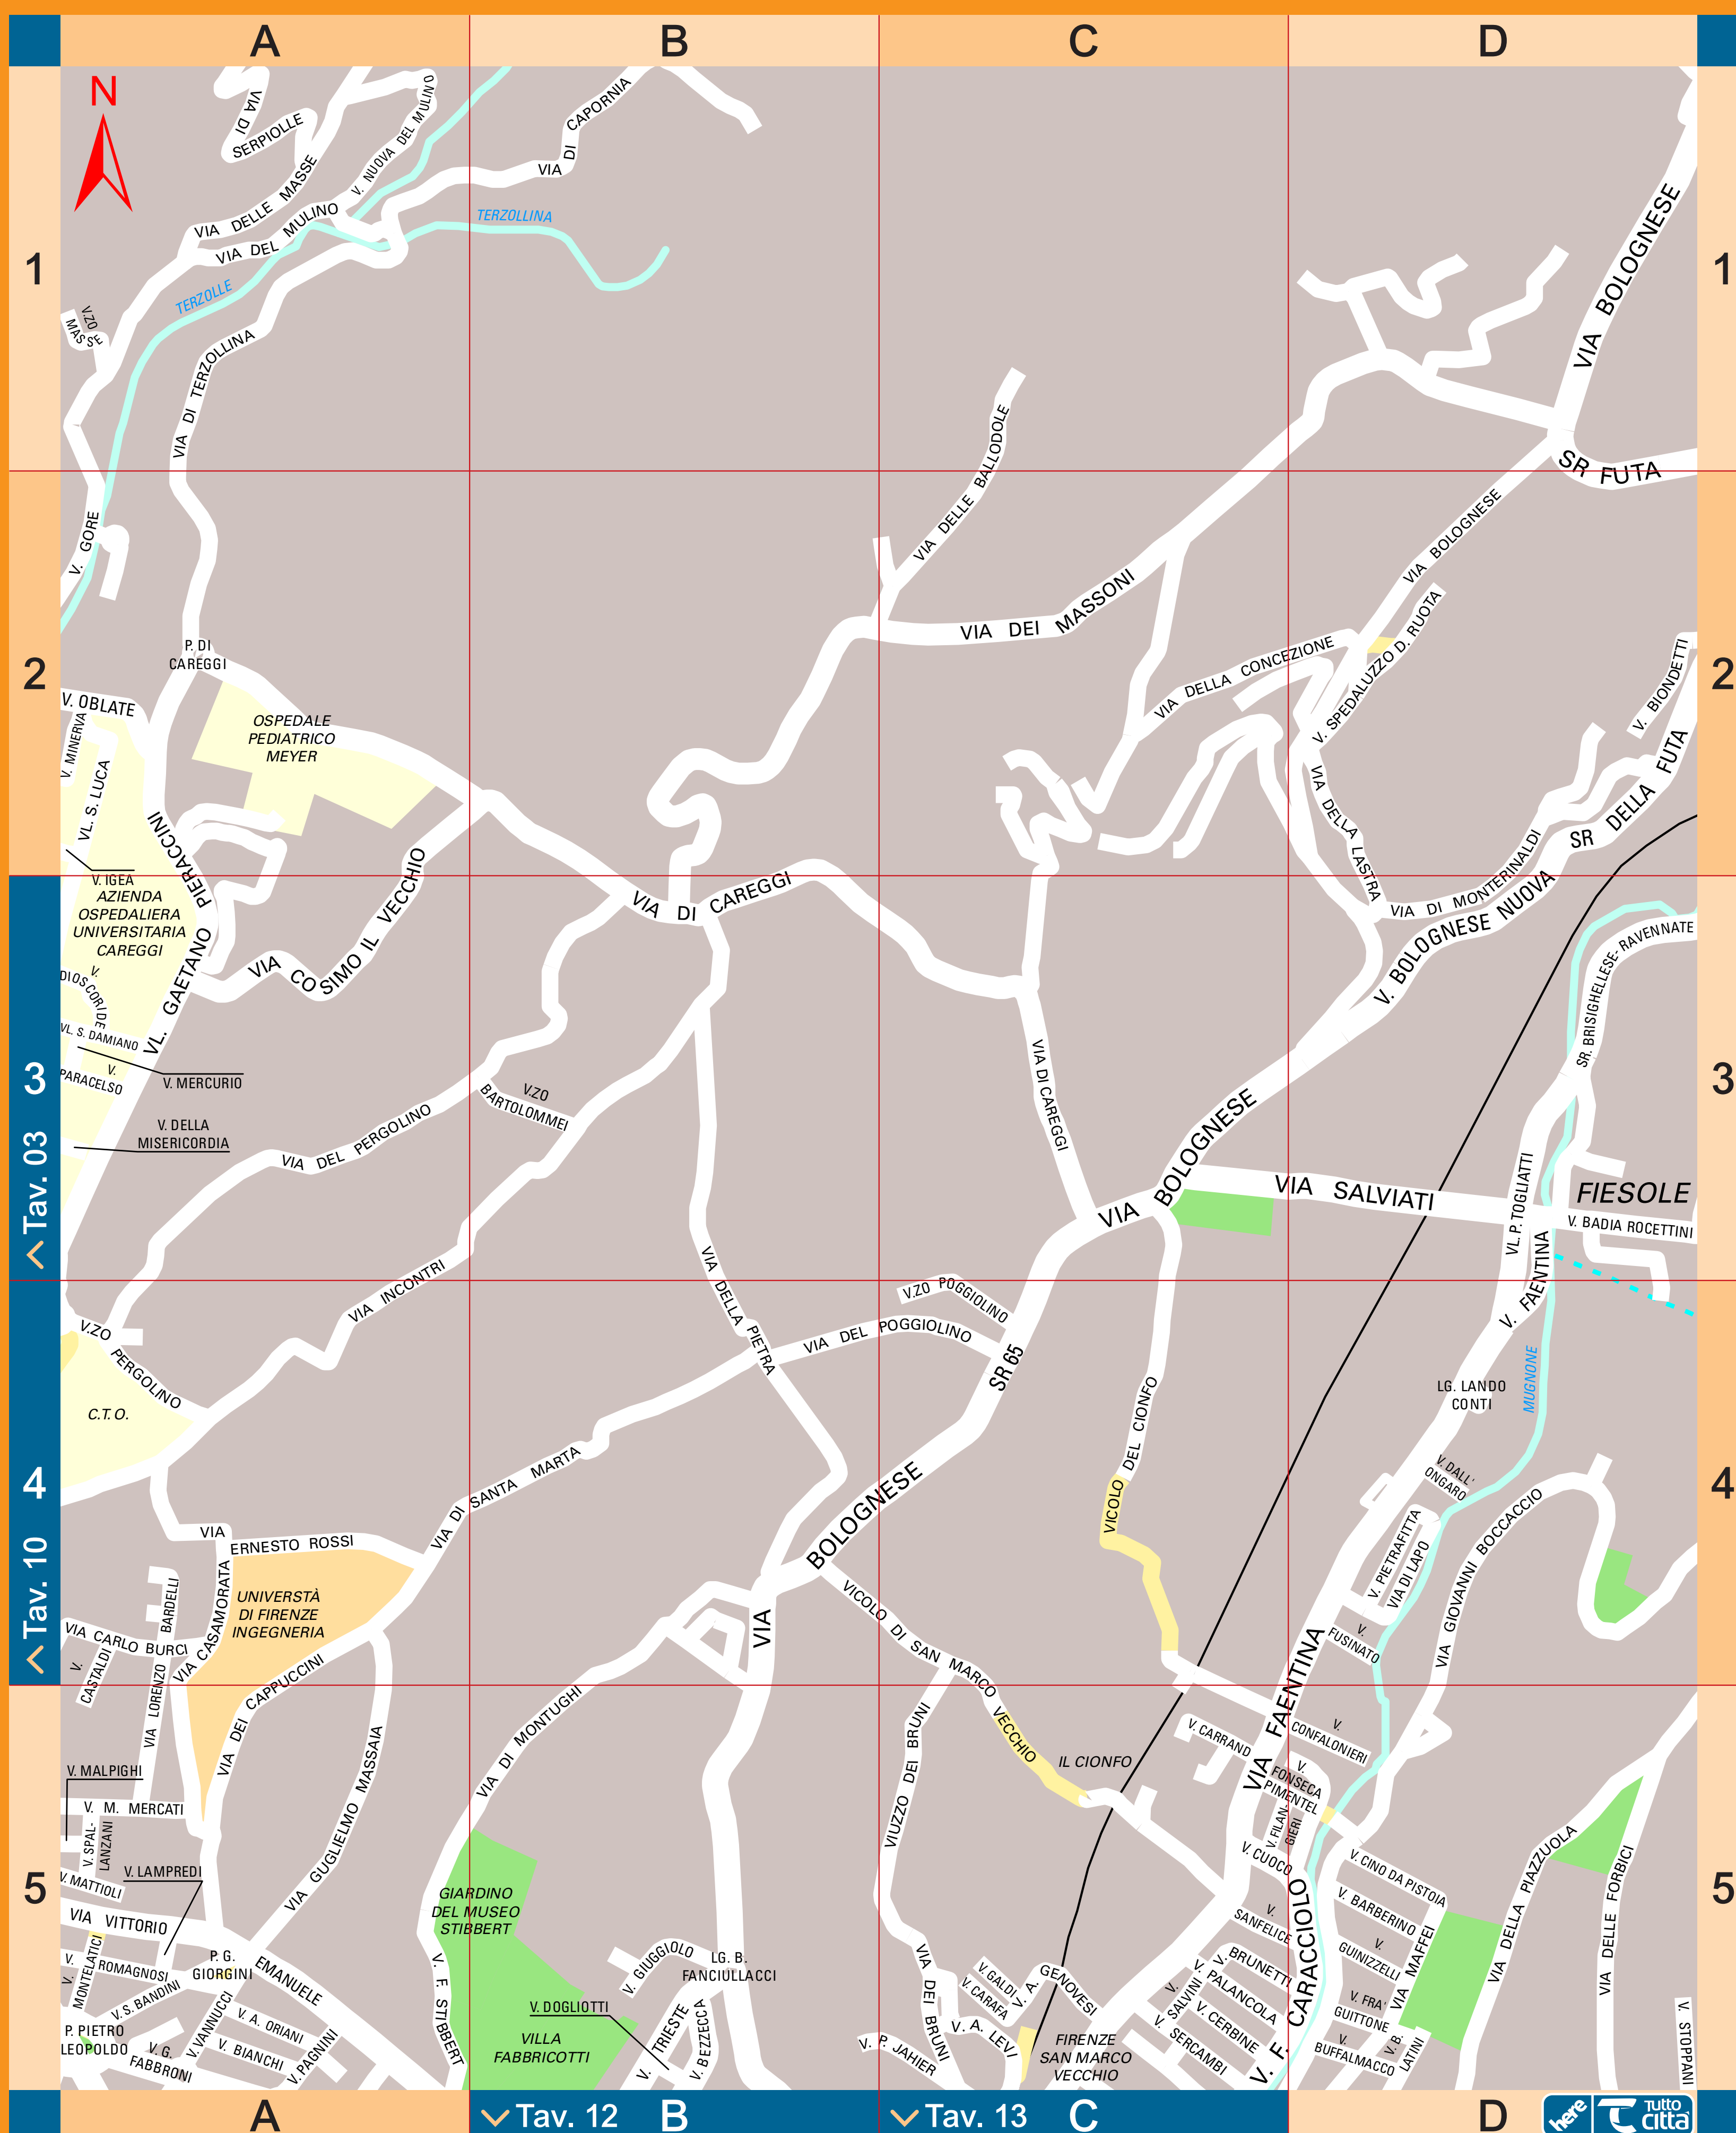 A
B
C
D
N
1
1
VIA DI
SERPIOLLE
VIA DELLE MASSE
V. NUOVA DEL MULINO
VIA DEL MULINO
TERZOLLE
V.ZO
MASSE
VIA DI TERZOLLINA
VIA DI CAPORNIA
TERZOLLINA
VIA BOLOGNESE
SR FUTA
2
2
V. GORE
P. DI
CAREGGI
V. OBLATE
V. MINERVA
VL. S. LUCA
OSPEDALE
PEDIATRICO
MEYER
VIA DELLE BALLODOLE
VIA DEI MASSONI
VIA BOLOGNESE
VIA DELLA CONCEZIONE
V. SPEDALUZZO D. RUOTA
V. BIONDETTI
VIA DELLA LASTRA
SR DELLA FUTA
VIA DI MONTERINALDI
V. BOLOGNESE NUOVA
3
3
V. IGEA
AZIENDA
OSPEDALIERA
UNIVERSITARIA
CAREGGI
V.
DIOSCORIDE
VL. S. DAMIANO
V.
PARACELSO
V. MERCURIO
V. DELLA
MISERICORDIA
VL. GAETANO PIERACCINI
VIA COSIMO IL VECCHIO
VIA DI CAREGGI
VIA DEL PERGOLINO
V.ZO
BARTOLOMMEI
VIA DI CAREGGI
VIA BOLOGNESE
VIA SALVIATI
SR. BRISIGHELLESE-RAVENNATE
VL. P. TOGLIATTI
FIESOLE
V. BADIA ROCETTINI
V. FAENTINA
Tav. 03
4
4
V.ZO PERGOLINO
C.T.O.
VIA INCONTRI
VIA DELLA PIETRA
VIA DEL POGGIOLINO
V.ZO POGGIOLINO
SR 65
VICOLO DEL CIONFO
MUGNONE
LG. LANDO
CONTI
V. DALL'
ONGARO
V. PIETRAFITTA
VIA DI LAPO
VIA GIOVANNI BOCCACCIO
V.
FUSINATO
VIA DI SANTA MARTA
BOLOGNESE
VIA
VICOLO DI SAN MARCO VECCHIO
VIA ERNESTO ROSSI
UNIVERSTÀ
DI FIRENZE
INGEGNERIA
VIA CASAMORATA
VIA LORENZO BARDELLI
VIA CARLO BURCI
V.
CASTALDI
VIA DEI CAPPUCCINI
Tav. 10
5
5
V. MALPIGHI
V. M. MERCATI
V. SPAL-
LANZANI
V. LAMPREDI
V. MATTIOLI
VIA VITTORIO EMANUELE
V. ROMAGNOSI
V. MONTELATICI
V. S. BANDINI
P. G.
GIORGINI
V. VANNUCCI
V. A. ORIANI
V. BIANCHI
V. PAGNINI
P. PIETRO
LEOPOLDO
V. G.
FABBRONI
VIA GUGLIELMO MASSAIA
VIA DI MONTUGHI
GIARDINO
DEL MUSEO
STIBBERT
V. F. STIBBERT
V. GIUGGIOLO
LG. B.
FANCIULLACCI
V. DOGLIOTTI
VILLA
FABBRICOTTI
V. TRIESTE
V. BEZZECCA
VIUZZO DEI BRUNI
VIA DEI BRUNI
V. P. JAHIER
V. GALDI
V. CARAFA
V. A. GENOVESI
V. A. LEVI
FIRENZE
SAN MARCO
VECCHIO
IL CIONFO
VIA FAENTINA
V. CARRAND
V.
CONFALONIERI
V.
FONSECA
PIMENTEL
V. FILAN-
GIERI
V. CUOCO
V.
SANFELICE
V. BRUNETTI
V. PALANCOLA
V.
SALVINI
V. CERBINE
V. SERCAMBI
V. F. CARACCIOLO
V. CINO DA PISTOIA
V. BARBERINO
V.
GUINIZZELLI
VIA MAFFEI
V. FRA'
GUITTONE
V.
BUFFALMACCO
V. B.
LATINI
VIA DELLA PIAZZUOLA
VIA DELLE FORBICI
V. STOPPANI
A
Tav. 12
B
Tav. 13
C
D
here
TUTTO
città